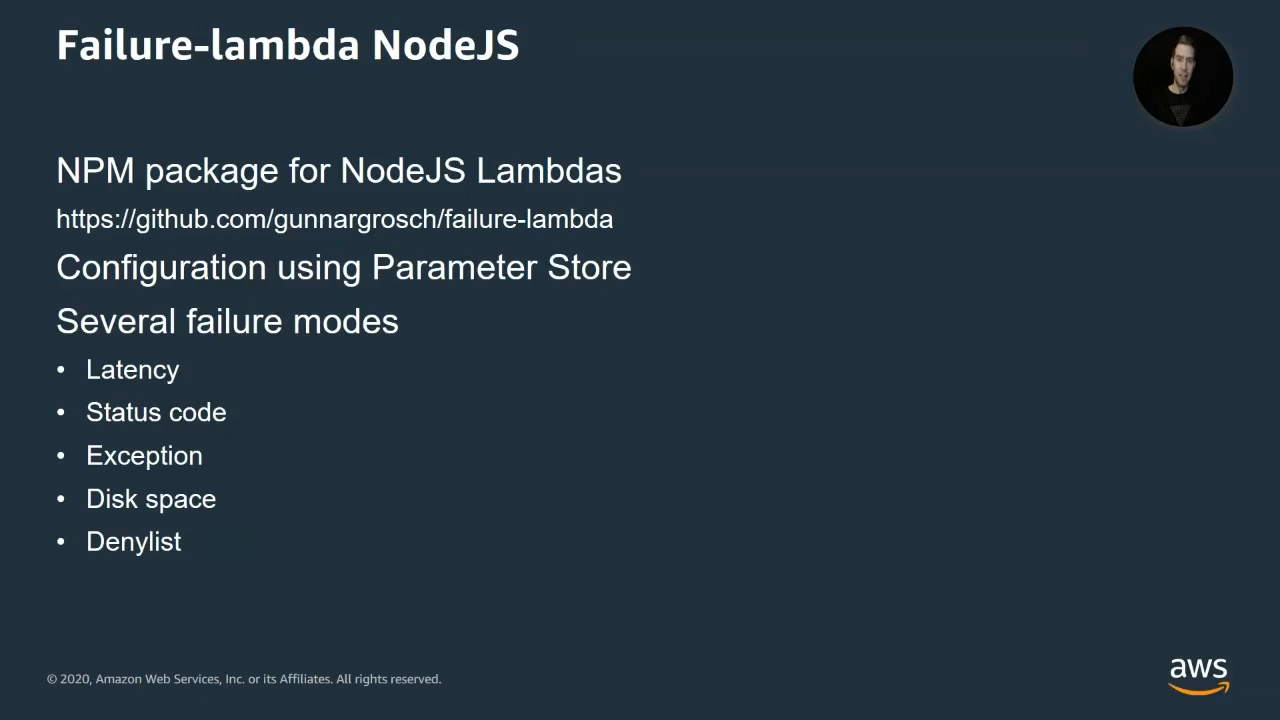 Failure-lambda NodeJS
NPM package for NodeJS Lambdas
https://github.com/gunnargrosch/failure-lambda
Configuration using Parameter Store
Several failure modes
• Latency
• Status code
• Exception
• Disk space
• Denylist
© 2020, Amazon Web Services, Inc. or its Affiliates. All rights reserved.
aws